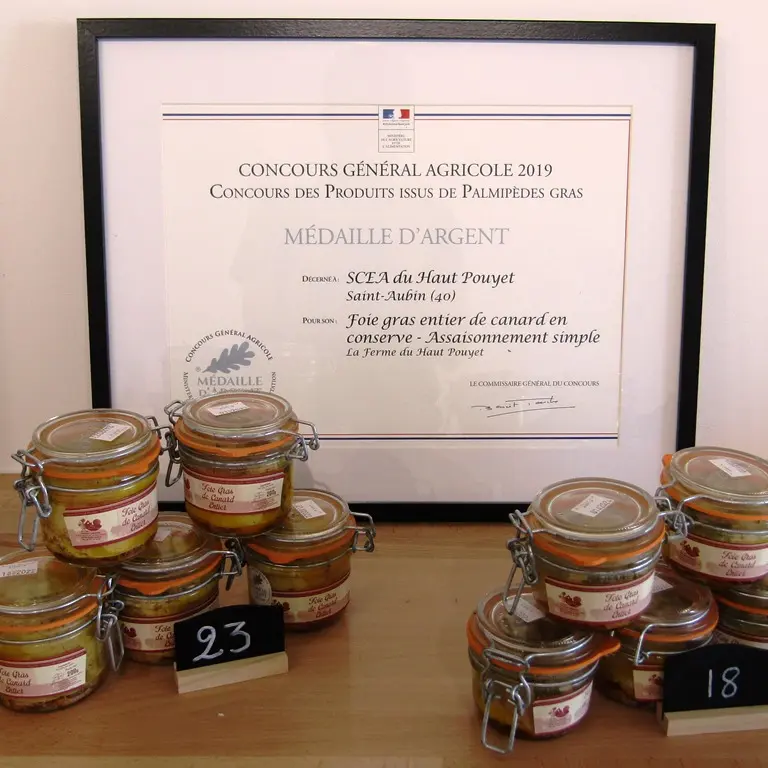 CONCOURS GÉNÉRAL AGRICOLE 2019
CONCOURS DES PRODUITS ISSUS DE PALMIPÈDES GRAS
MÉDAILLE D'ARGENT
DÉCERNÉ À: SCEA du Haut Pouyet
Saint-Aubin (40)
POUR SON: Foie gras entier de canard en
conserve - Assaisonnement simple
La Ferme du Haut Pouyet
LE COMMISSAIRE GÉNÉRAL DU CONCOURS
CONCOURS GÉNÉRAL AGRICOLE
MÉDAILLE
D'ARGENT
Foie Gras
de Canard
Entier
Foie Gras
de Canard
Entier
Foie Gras
de Canard
Entier
Foie Gras
de Canard
Entier
Foie Gras
de Canard
Entier
Foie Gras
de Canard
Entier
Foie Gras
de Canard
Entier
23
18